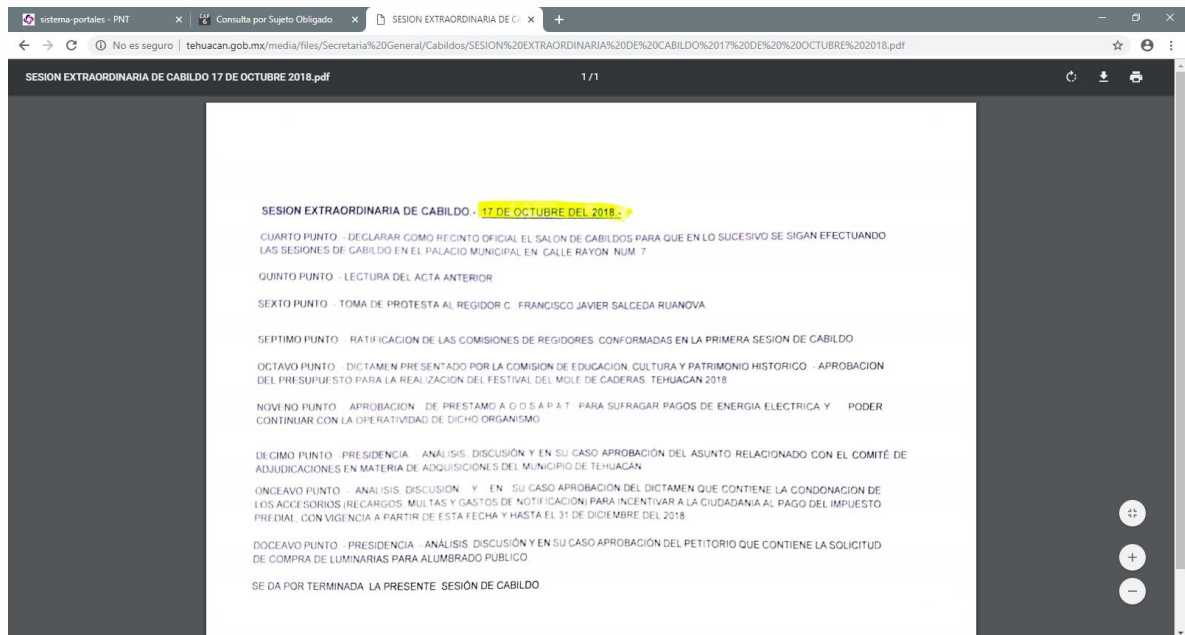 sistema-portales - PNT
Consulta por Sujeto Obligado
SESION EXTRAORDINARIA DE CA
No es seguro | tehuacan.gob.mx/media/files/Secretaria%20General/Cabildos/SESION%20EXTRAORDINARIA%20DE%20CABILDO%2017%20DE%20%20OCTUBRE%202018.pdf
SESION EXTRAORDINARIA DE CABILDO 17 DE OCTUBRE 2018.pdf
1 / 1
SESION EXTRAORDINARIA DE CABILDO.- 17 DE OCTUBRE DEL 2018.-
CUARTO PUNTO.- DECLARAR COMO RECINTO OFICIAL EL SALON DE CABILDOS PARA QUE EN LO SUCESIVO SE SIGAN EFECTUANDO
LAS SESIONES DE CABILDO EN EL PALACIO MUNICIPAL EN CALLE RAYON NUM 7
QUINTO PUNTO.- LECTURA DEL ACTA ANTERIOR
SEXTO PUNTO.- TOMA DE PROTESTA AL REGIDOR C. FRANCISCO JAVIER SALCEDA RUANOVA
SEPTIMO PUNTO.- RATIFICACION DE LAS COMISIONES DE REGIDORES CONFORMADAS EN LA PRIMERA SESION DE CABILDO
OCTAVO PUNTO.- DICTAMEN PRESENTADO POR LA COMISION DE EDUCACION, CULTURA Y PATRIMONIO HISTORICO.- APROBACION
DEL PRESUPUESTO PARA LA REALIZACION DEL FESTIVAL DEL MOLE DE CADERAS, TEHUACAN 2018
NOVENO PUNTO.- APROBACION DE PRESTAMO A O O S A P A T PARA SUFRAGAR PAGOS DE ENERGIA ELECTRICA Y PODER
CONTINUAR CON LA OPERATIVIDAD DE DICHO ORGANISMO
DECIMO PUNTO.-PRESIDENCIA.- ANÁLISIS, DISCUSIÓN Y EN SU CASO APROBACIÓN DEL ASUNTO RELACIONADO CON EL COMITÉ DE
ADJUDICACIONES EN MATERIA DE ADQUISICIONES DEL MUNICIPIO DE TEHUACÁN
ONCEAVO PUNTO.- ANALISIS, DISCUSION Y EN SU CASO APROBACION DEL DICTAMEN QUE CONTIENE LA CONDONACION DE
LOS ACCESORIOS (RECARGOS, MULTAS Y GASTOS DE NOTIFICACION) PARA INCENTIVAR A LA CIUDADANIA AL PAGO DEL IMPUESTO
PREDIAL, CON VIGENCIA A PARTIR DE ESTA FECHA Y HASTA EL 31 DE DICIEMBRE DEL 2018
DOCEAVO PUNTO.- PRESIDENCIA.- ANÁLISIS, DISCUSIÓN Y EN SU CASO APROBACIÓN DEL PETITORIO QUE CONTIENE LA SOLICITUD
DE COMPRA DE LUMINARIAS PARA ALUMBRADO PUBLICO.
SE DA POR TERMINADA LA PRESENTE SESIÓN DE CABILDO.